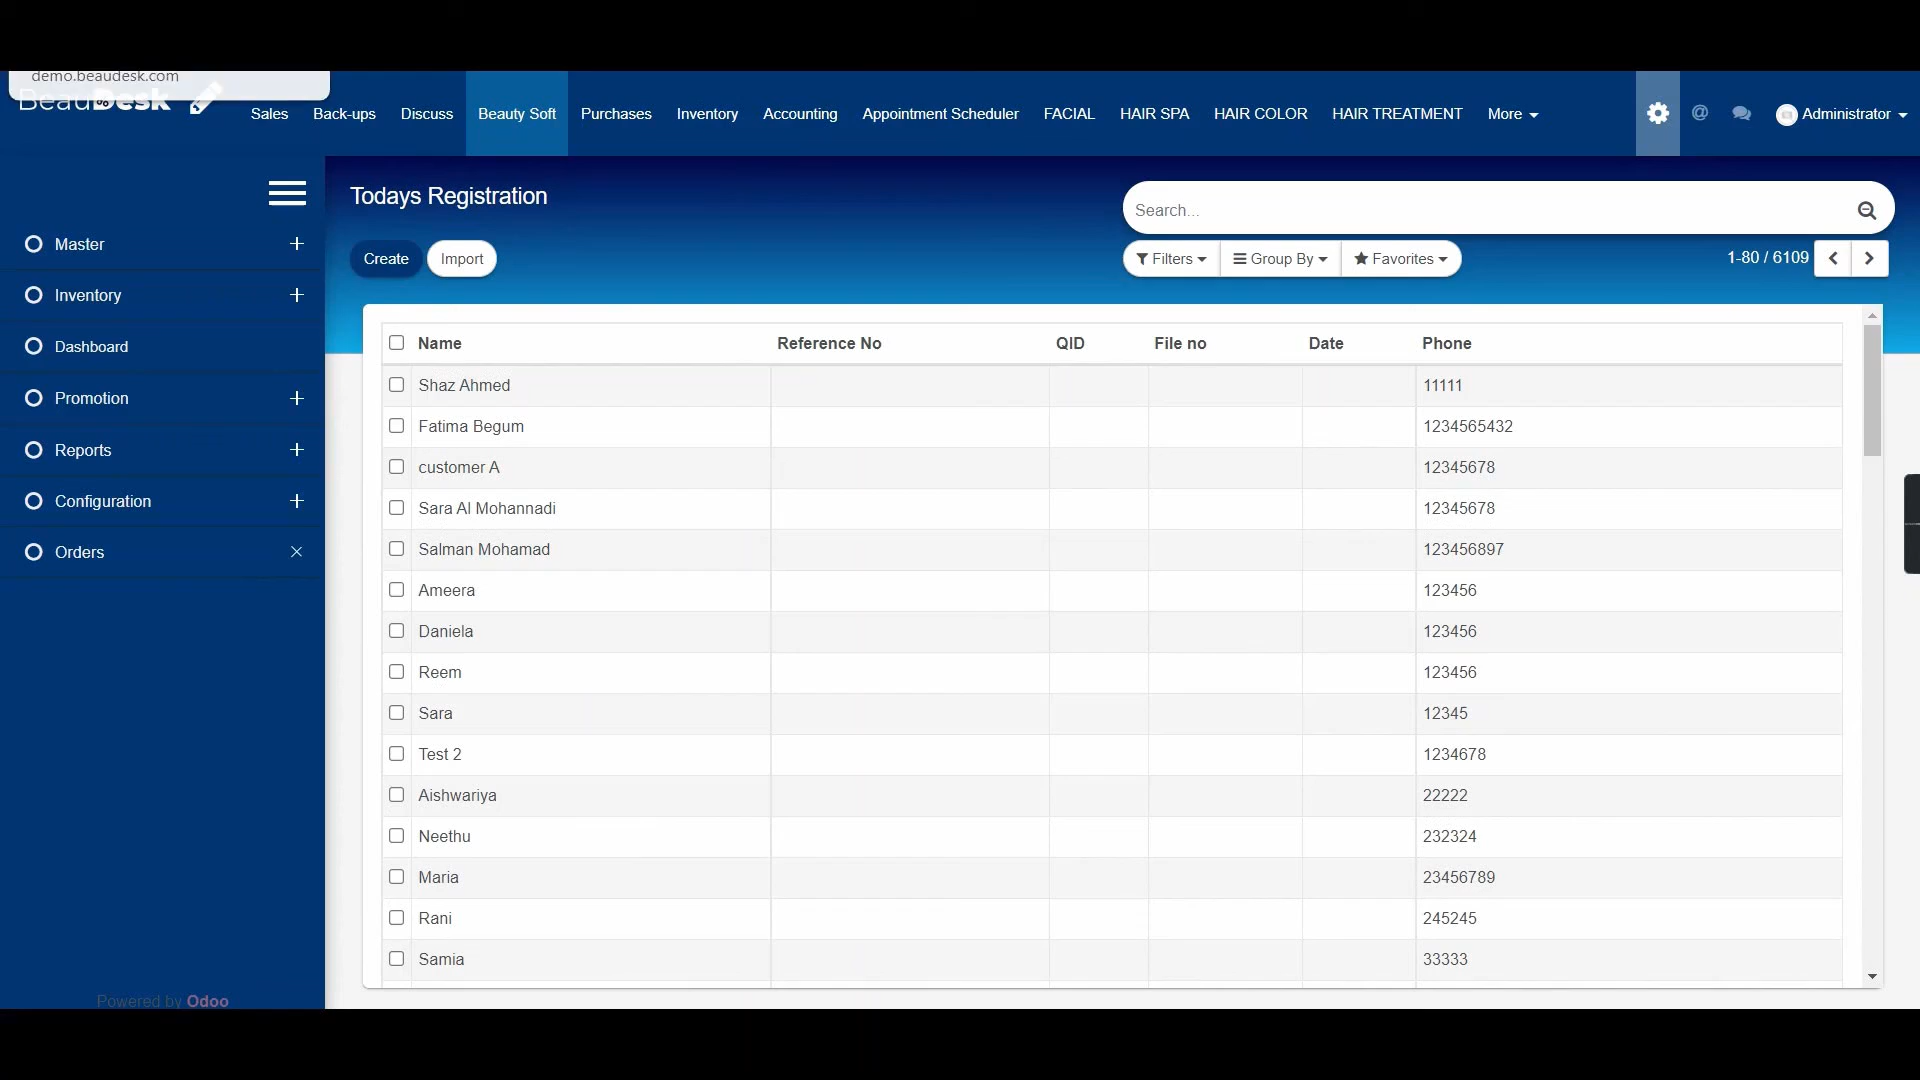 demo.beaudesk.com
BeauDesk
Sales Back-ups Discuss Beauty Soft Purchases Inventory Accounting Appointment Scheduler FACIAL HAIR SPA HAIR COLOR HAIR TREATMENT More @ Administrator
Todays Registration
Search...
Create Import Filters Group By Favorites 1-80 / 6109
Master +
Inventory +
Dashboard
Promotion +
Reports +
Configuration +
Orders ×
Name Reference No QID File no Date Phone
Shaz Ahmed 11111
Fatima Begum 1234565432
customer A 12345678
Sara Al Mohannadi 12345678
Salman Mohamad 123456897
Ameera 123456
Daniela 123456
Reem 123456
Sara 12345
Test 2 1234678
Aishwariya 22222
Neethu 232324
Maria 23456789
Rani 245245
Samia 33333
Powered by Odoo